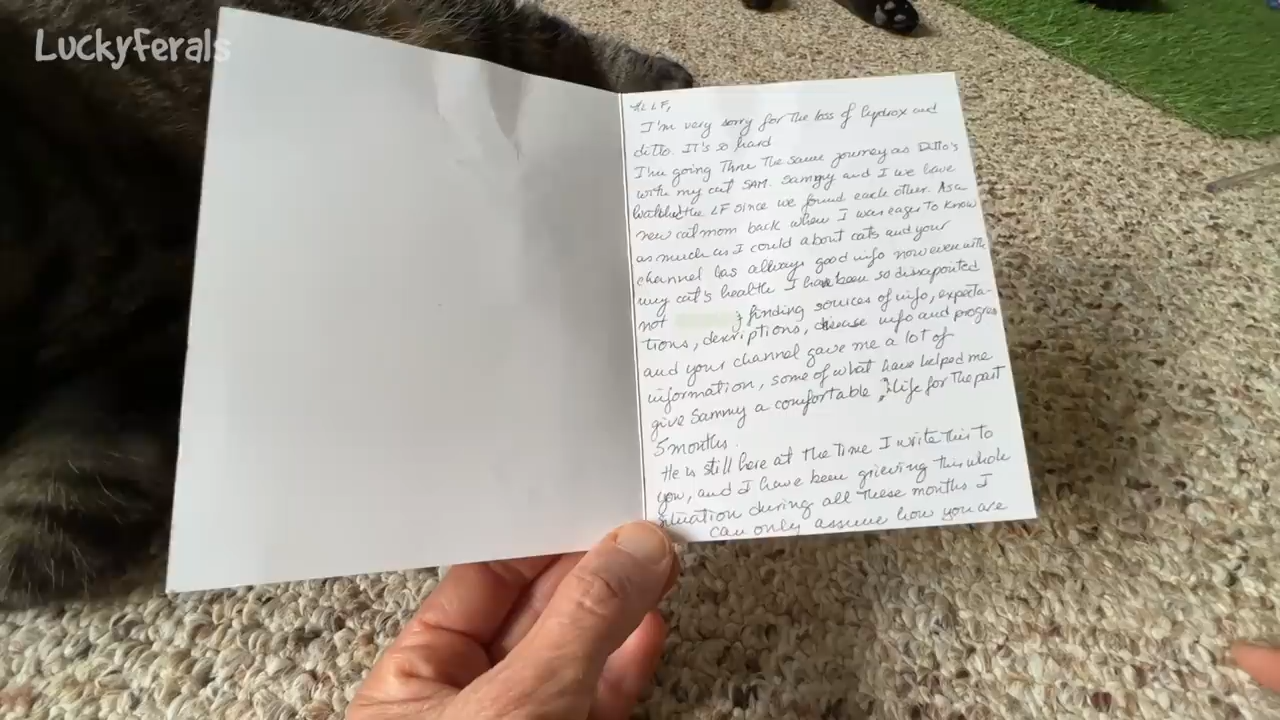 LuckyFerals
Hi LF,
I'm very sorry for the loss of hydrox and
ditto. It's so hard
I'm going Thru The same journey as Ditto's
with my cat SAM. Sammy and I we have
watched the LF since we found each other. As a
new cat mom back when I was eager To know
as much as I could about cats and your
channel has always good info now even with
my cat's health I have been so dissapointed
not finding sources of info, expecta-
tions, descriptions, disease info and progress
and your channel gave me a lot of
information, some of what have helped me
give Sammy a comfortable life for The past
5 months.
He is still here at The Time I write This To
you, and I have been grieving This whole
situation during all These months I
can only assume how you are